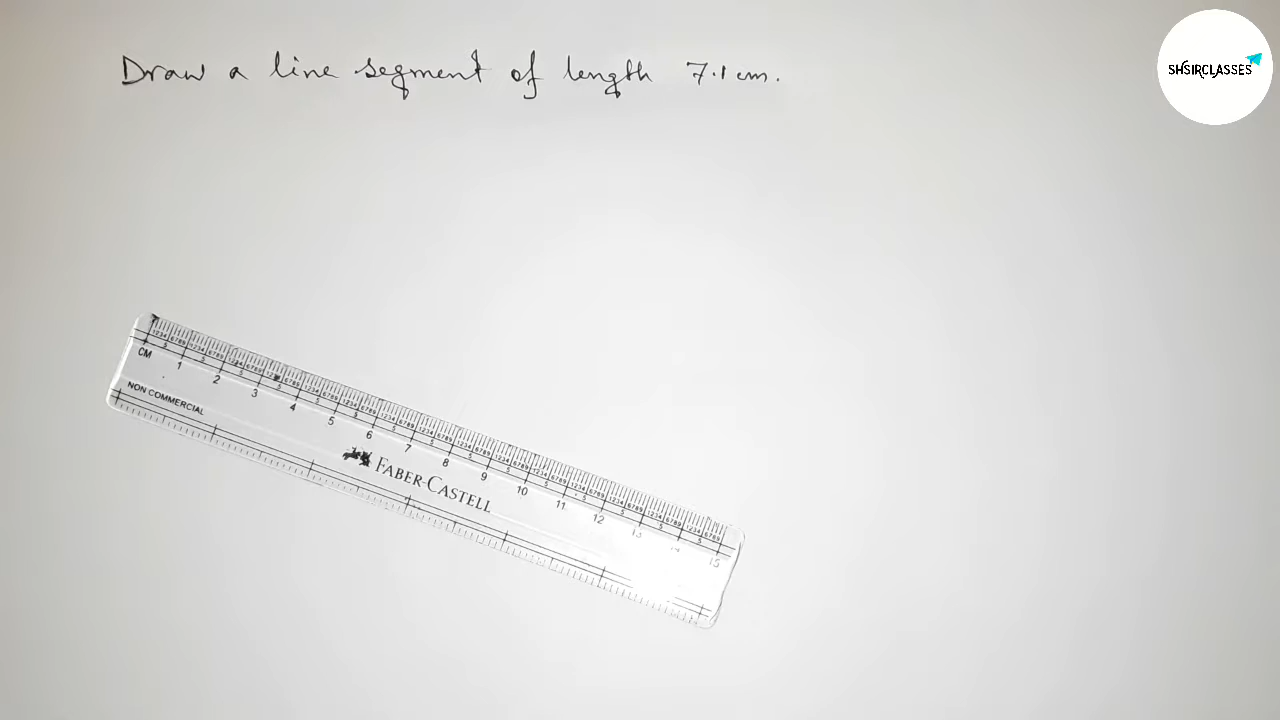 Draw a line segment of length 7.1 cm.
SHSIRCLASSES
CM 1 2 3 4 5 6 7 8 9 10 11 12 13 14 15
NON COMMERCIAL
FABER-CASTELL